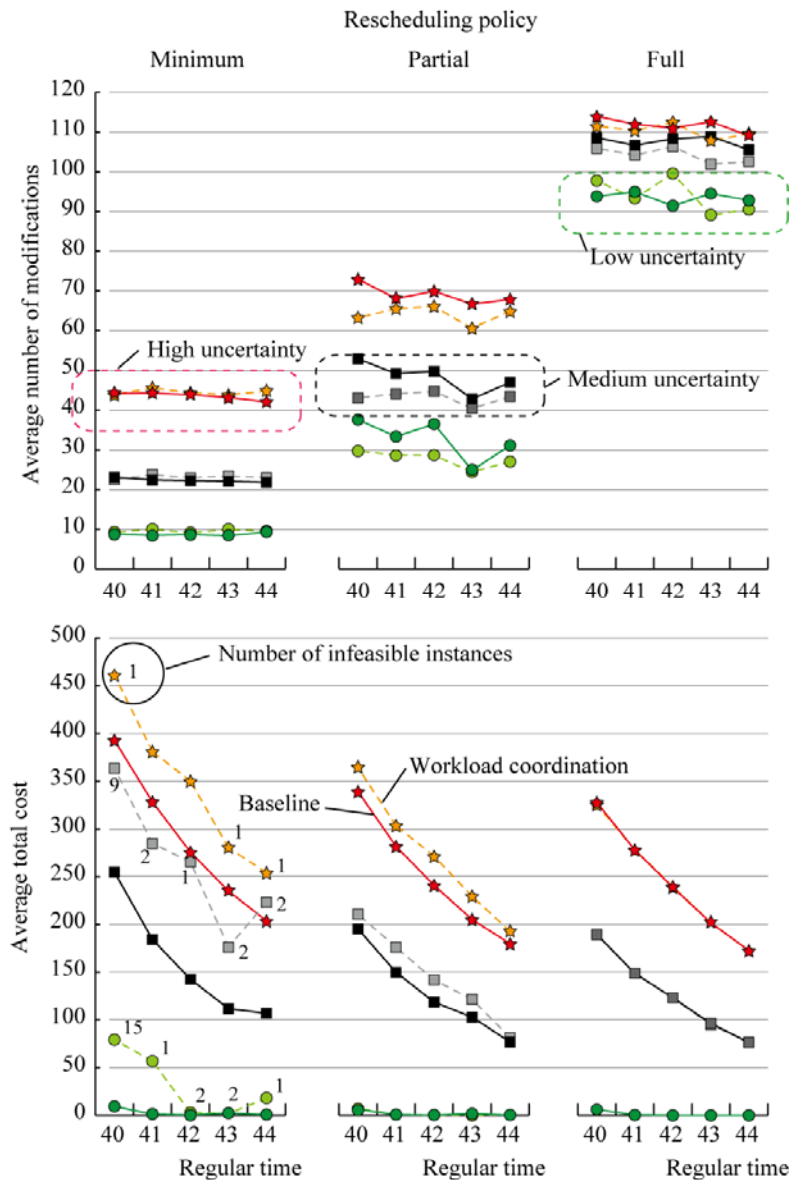 Rescheduling policy
Minimum Partial Full
Average number of modifications
120
110
100
90
80
70
60
50
40
30
20
10
0
Low uncertainty
High uncertainty
Medium uncertainty
40 41 42 43 44 40 41 42 43 44 40 41 42 43 44
Average total cost
500
450
400
350
300
250
200
150
100
50
0
Number of infeasible instances
1
Workload coordination
Baseline
9
2
1
1
1
2
2
15
1
2
2
1
40 41 42 43 44 40 41 42 43 44 40 41 42 43 44
Regular time Regular time Regular time